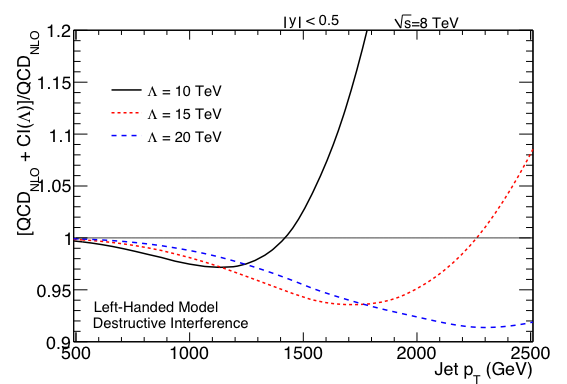 |y| < 0.5 √s=8 TeV
[QCD_NLO + CI(Λ)]/QCD_NLO
1.2
1.15
1.1
1.05
1
0.95
0.9
Λ = 10 TeV
Λ = 15 TeV
Λ = 20 TeV
Left-Handed Model
Destructive Interference
500 1000 1500 2000 2500
Jet p_T (GeV)